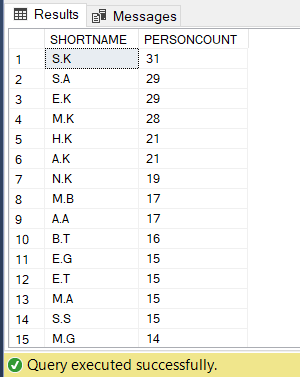 Results Messages
SHORTNAME PERSONCOUNT
1 S.K 31
2 S.A 29
3 E.K 29
4 M.K 28
5 H.K 21
6 A.K 21
7 N.K 19
8 M.B 17
9 A.A 17
10 B.T 16
11 E.G 15
12 E.T 15
13 M.A 15
14 S.S 15
15 M.G 14
Query executed successfully.